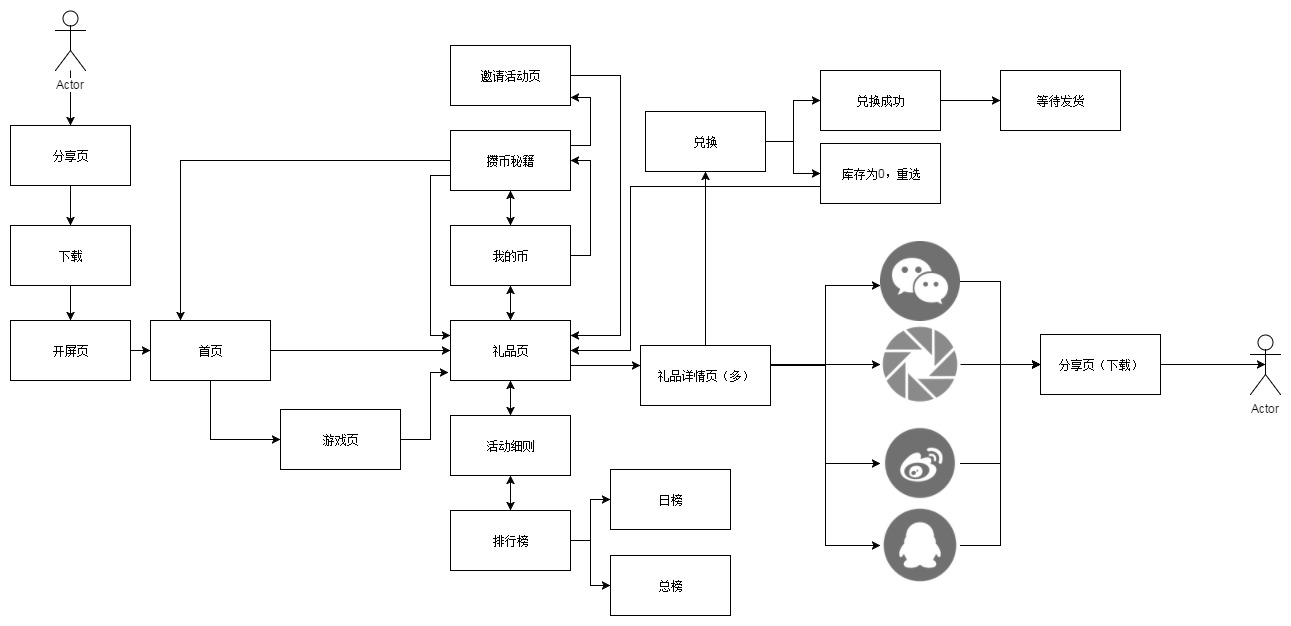 Actor
分享页
下载
开屏页
首页
游戏页
邀请活动页
攒币秘籍
我的币
礼品页
活动细则
排行榜
日榜
总榜
兑换
礼品详情页（多）
兑换成功
库存为0，重选
等待发货
分享页（下载）
Actor